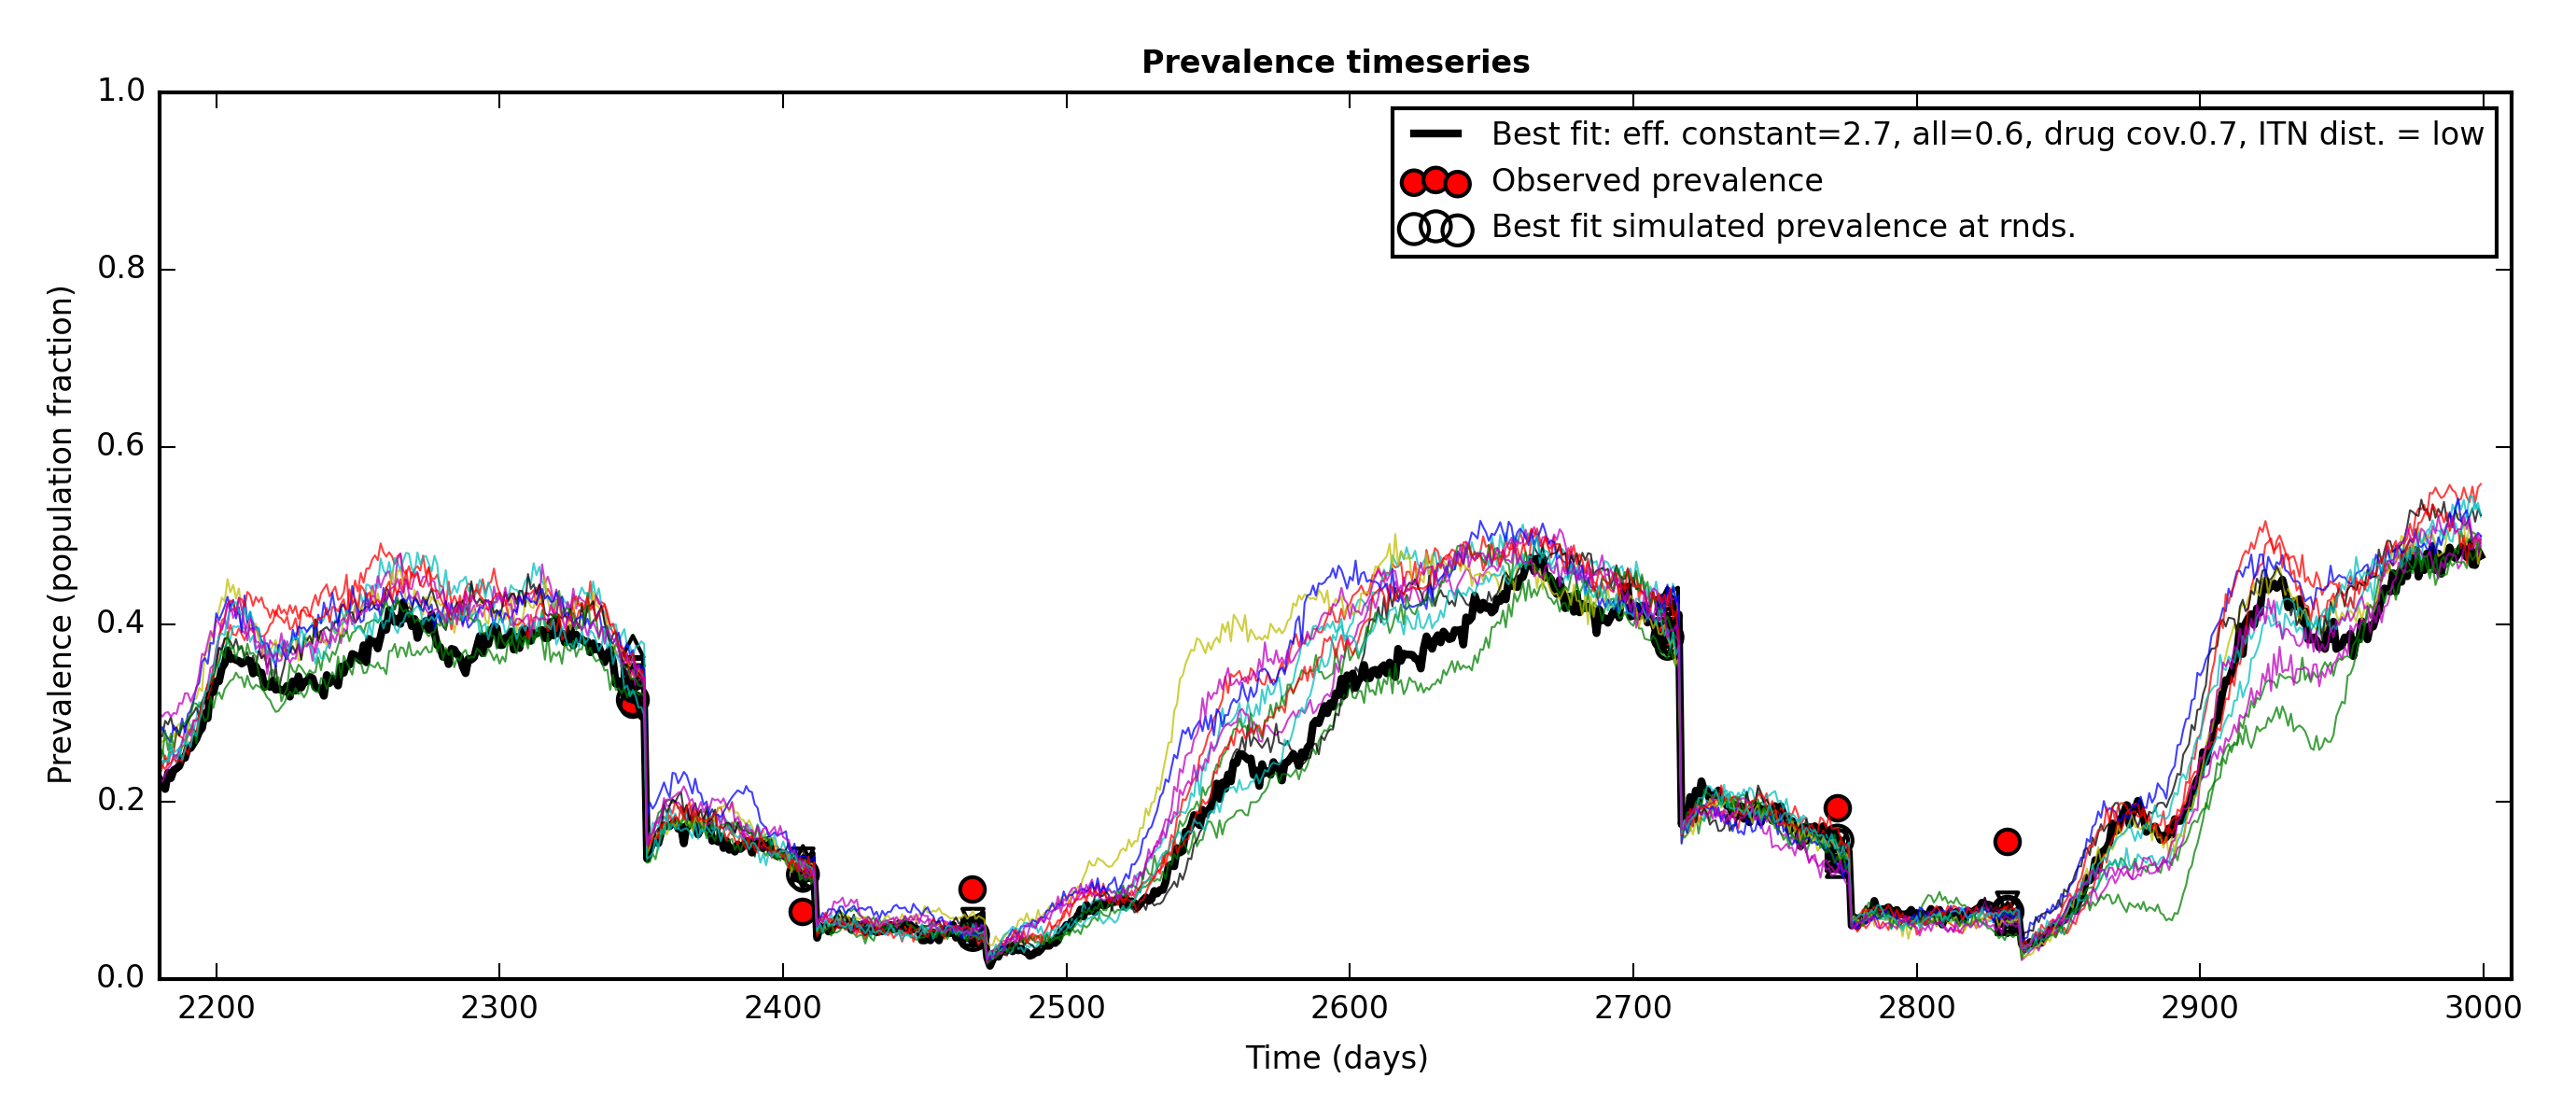 Prevalence timeseries
Best fit: eff. constant=2.7, all=0.6, drug cov.0.7, ITN dist. = low
Observed prevalence
Best fit simulated prevalence at rnds.
Prevalence (population fraction)
1.0
0.8
0.6
0.4
0.2
0.0
2200 2300 2400 2500 2600 2700 2800 2900 3000
Time (days)